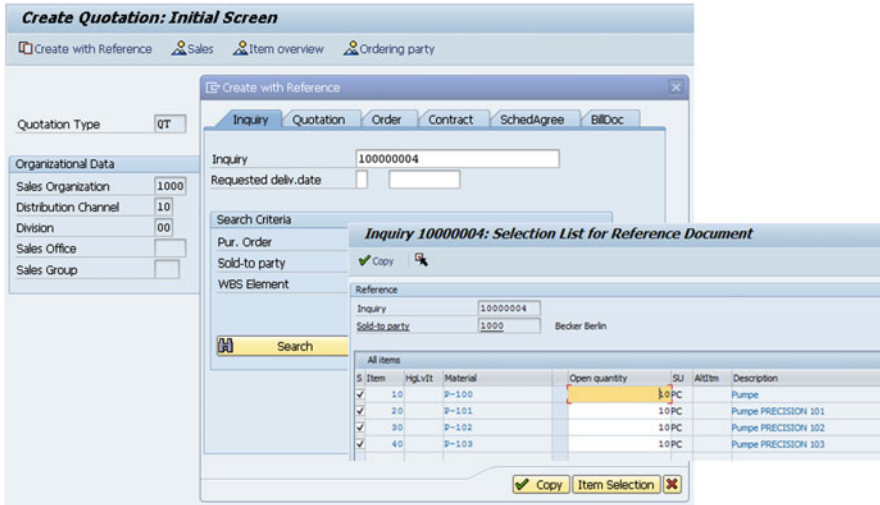 Create Quotation: Initial Screen
Create with Reference Sales Item overview Ordering party
Create with Reference
Inquiry Quotation Order Contract SchedAgree BillDoc
Quotation Type QT
Inquiry 100000004
Requested deliv.date
Organizational Data
Sales Organization 1000
Distribution Channel 10
Division 00
Sales Office
Sales Group
Search Criteria
Pur. Order
Sold-to party
WBS Element
Search
Inquiry 10000004: Selection List for Reference Document
Copy
Reference
Inquiry 10000004
Sold-to party 1000 Becker Berlin
All items
S Item HgLvIt Material Open quantity SU AltItm Description
10 P-100 10 PC Pumpe
20 P-101 10 PC Pumpe PRECISION 101
30 P-102 10 PC Pumpe PRECISION 102
40 P-103 10 PC Pumpe PRECISION 103
Copy Item Selection